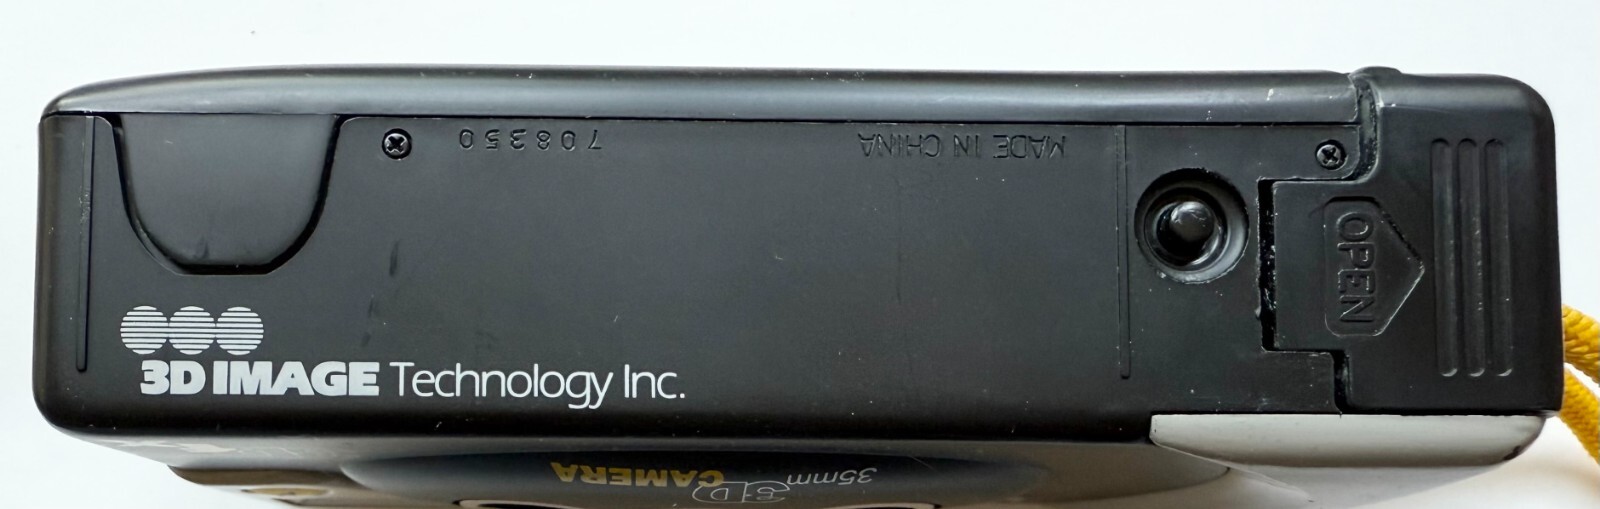 708350
MADE IN CHINA
OPEN
3D IMAGE Technology Inc.
35mm 3D CAMERA